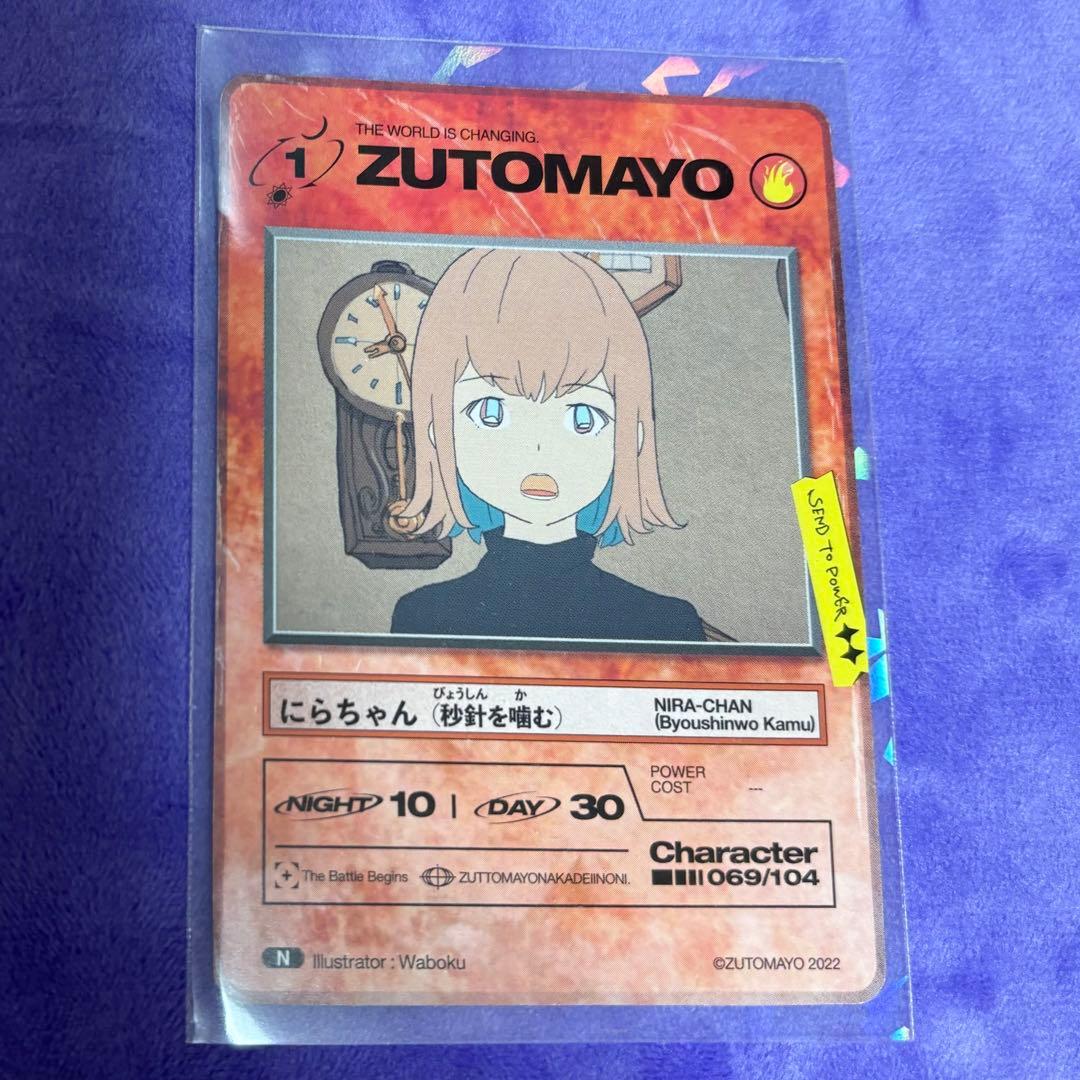 THE WORLD IS CHANGING.
1 ZUTOMAYO
SEND TO POWER
びょうしん か
にらちゃん (秒針を噛む)
NIRA-CHAN
(Byoushinwo Kamu)
POWER
COST ---
NIGHT 10 | DAY 30
Character
069/104
The Battle Begins ZUTTOMAYONAKADEIINONI.
N Illustrator : Waboku ©ZUTOMAYO 2022